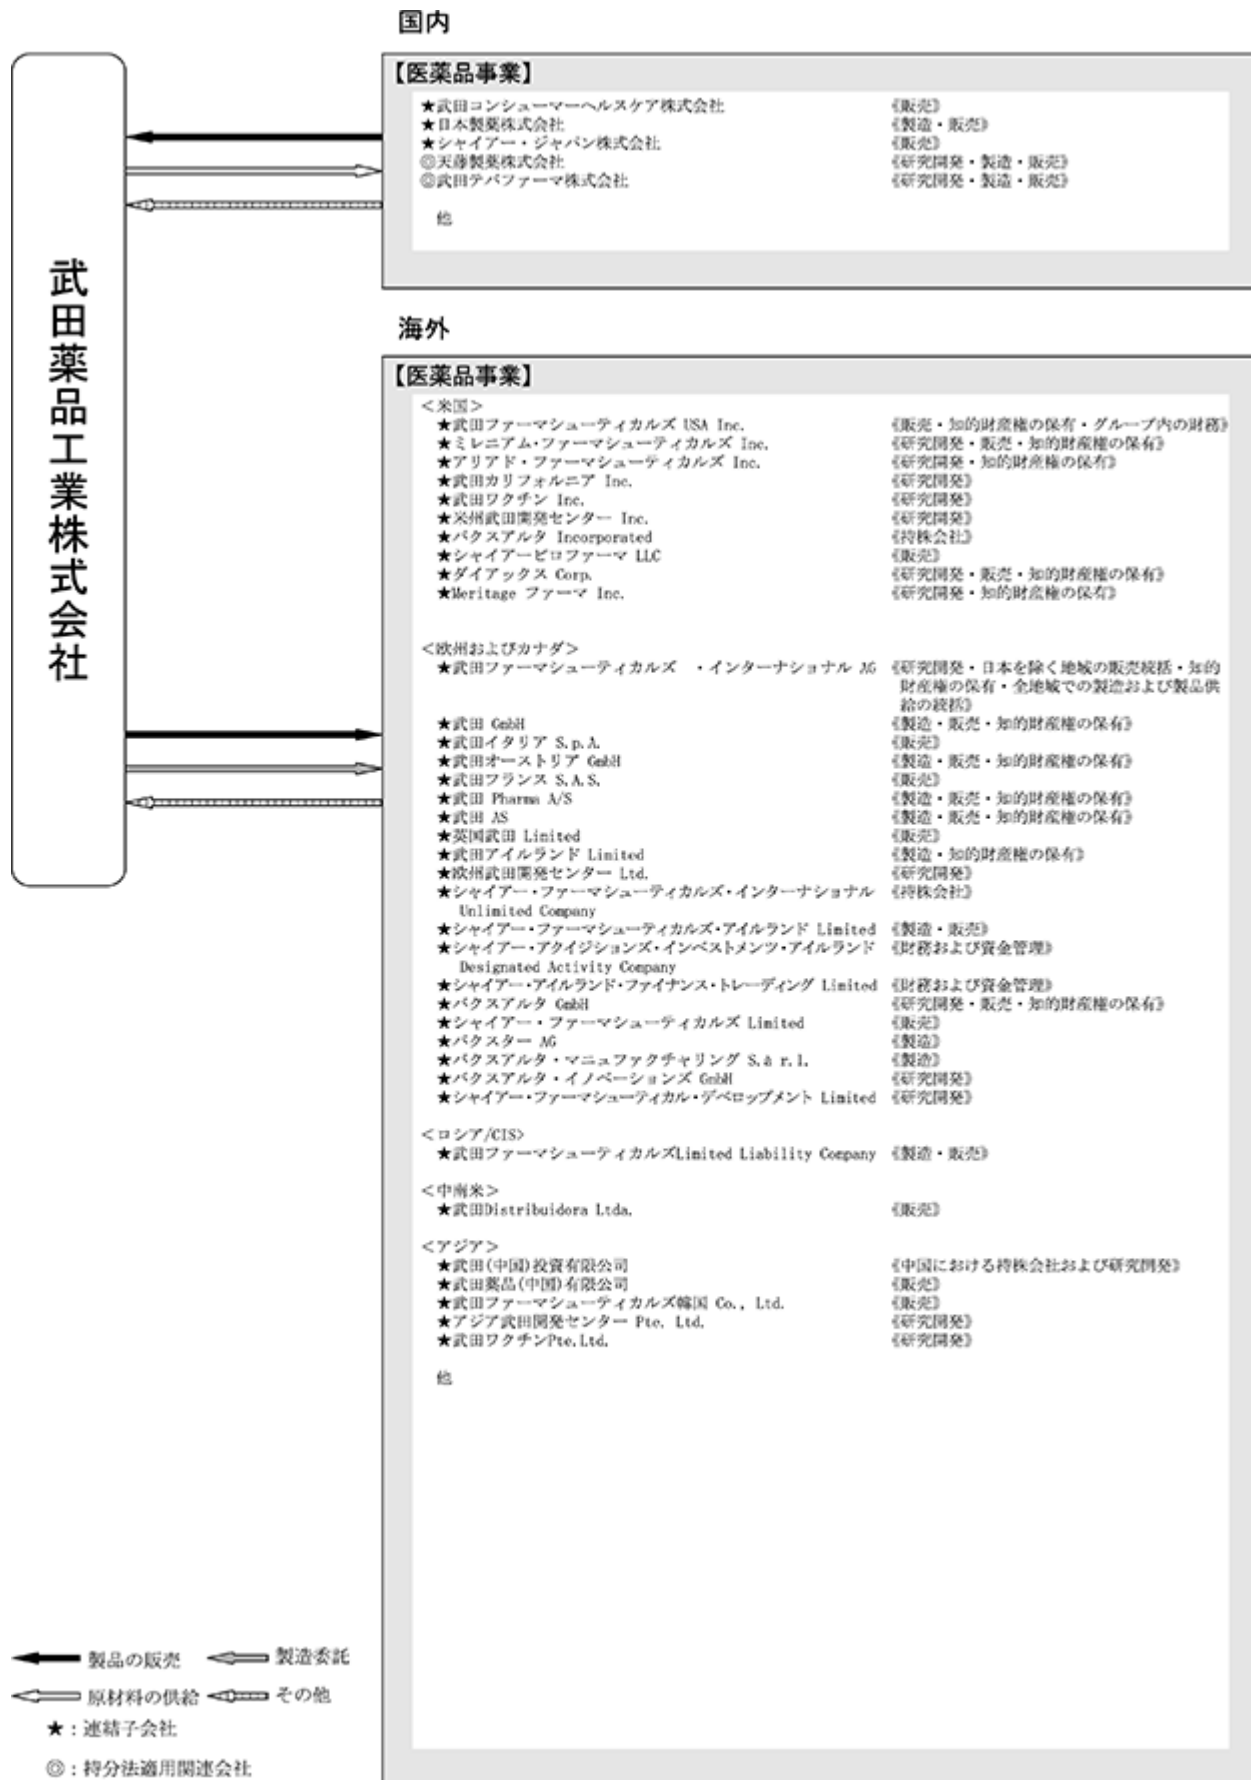 国内
武田薬品工業株式会社
【医薬品事業】
★武田コンシューマーヘルスケア株式会社 《販売》
★日本製薬株式会社 《製造・販売》
★シャイアー・ジャパン株式会社 《販売》
◎天藤製薬株式会社 《研究開発・製造・販売》
◎武田テバファーマ株式会社 《研究開発・製造・販売》
他
海外
【医薬品事業】
＜米国＞
★武田ファーマシューティカルズ USA Inc. 《販売・知的財産権の保有・グループ内の財務》
★ミレニアム・ファーマシューティカルズ Inc. 《研究開発・販売・知的財産権の保有》
★アリアド・ファーマシューティカルズ Inc. 《研究開発・知的財産権の保有》
★武田カリフォルニア Inc. 《研究開発》
★武田ワクチン Inc. 《研究開発》
★米州武田開発センター Inc. 《研究開発》
★バクスアルタ Incorporated 《持株会社》
★シャイアービロファーマ LLC 《販売》
★ダイアックス Corp. 《研究開発・販売・知的財産権の保有》
★Meritage ファーマ Inc. 《研究開発・知的財産権の保有》
＜欧州およびカナダ＞
★武田ファーマシューティカルズ ・インターナショナル AG 《研究開発・日本を除く地域の販売統括・知的
財産権の保有・全地域での製造および製品供
給の統括》
★武田 GmbH 《製造・販売・知的財産権の保有》
★武田イタリア S.p.A. 《販売》
★武田オーストリア GmbH 《製造・販売・知的財産権の保有》
★武田フランス S.A.S. 《販売》
★武田 Pharma A/S 《製造・販売・知的財産権の保有》
★武田 AS 《製造・販売・知的財産権の保有》
★英国武田 Limited 《販売》
★武田アイルランド Limited 《製造・知的財産権の保有》
★欧州武田開発センター Ltd. 《研究開発》
★シャイアー・ファーマシューティカルズ・インターナショナル 《持株会社》
Unlimited Company
★シャイアー・ファーマシューティカルズ・アイルランド Limited 《製造・販売》
★シャイアー・アクイジションズ・インベストメンツ・アイルランド 《財務および資金管理》
Designated Activity Company
★シャイアー・アイルランド・ファイナンス・トレーディング Limited 《財務および資金管理》
★バクスアルタ GmbH 《研究開発・販売・知的財産権の保有》
★シャイアー・ファーマシューティカルズ Limited 《販売》
★バクスター AG 《製造》
★バクスアルタ・マニュファクチャリング S.à r.l. 《製造》
★バクスアルタ・イノベーションズ GmbH 《研究開発》
★シャイアー・ファーマシューティカル・デベロップメント Limited 《研究開発》
＜ロシア/CIS＞
★武田ファーマシューティカルズLimited Liability Company 《製造・販売》
＜中南米＞
★武田Distribuidora Ltda. 《販売》
＜アジア＞
★武田(中国)投資有限公司 《中国における持株会社および研究開発》
★武田薬品(中国)有限公司 《販売》
★武田ファーマシューティカルズ韓国 Co., Ltd. 《販売》
★アジア武田開発センター Pte. Ltd. 《研究開発》
★武田ワクチンPte.Ltd. 《研究開発》
他
製品の販売 製造委託
原材料の供給 その他
★：連結子会社
◎：持分法適用関連会社